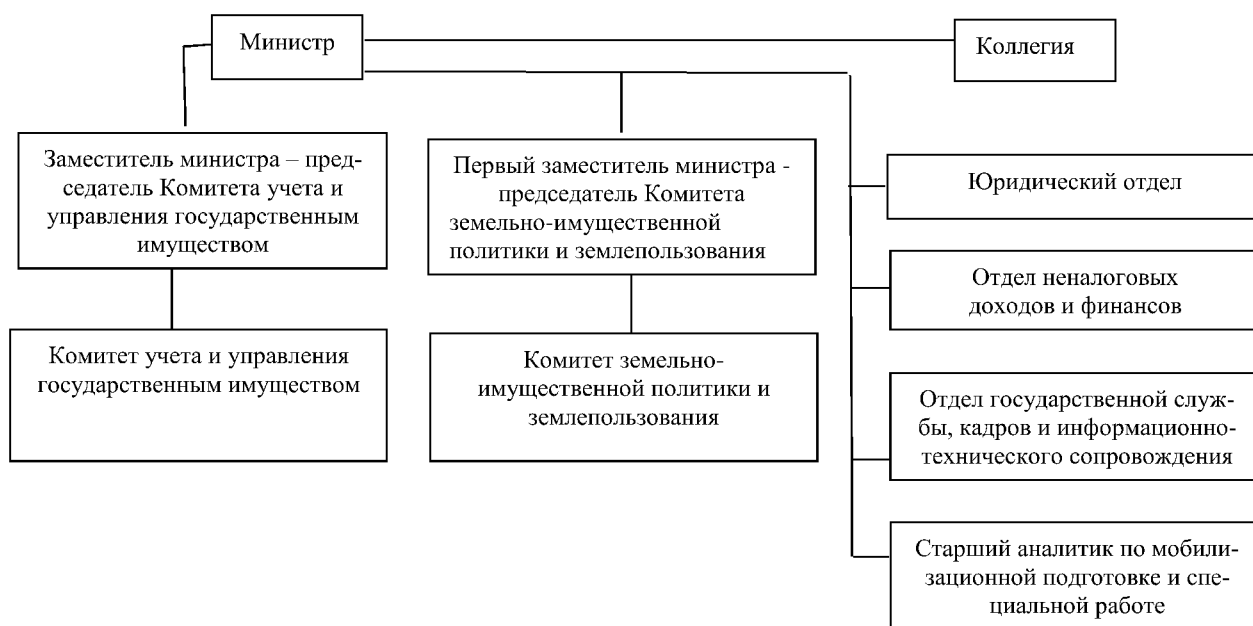 Министр
Коллегия
Заместитель министра – пред-
седатель Комитета учета и
управления государственным
имуществом
Первый заместитель министра -
председатель Комитета
земельно-имущественной
политики и землепользования
Юридический отдел
Отдел неналоговых
доходов и финансов
Комитет учета и управления
государственным имуществом
Комитет земельно-
имущественной политики и
землепользования
Отдел государственной служ-
бы, кадров и информационно-
технического сопровождения
Старший аналитик по мобили-
зационной подготовке и спе-
циальной работе